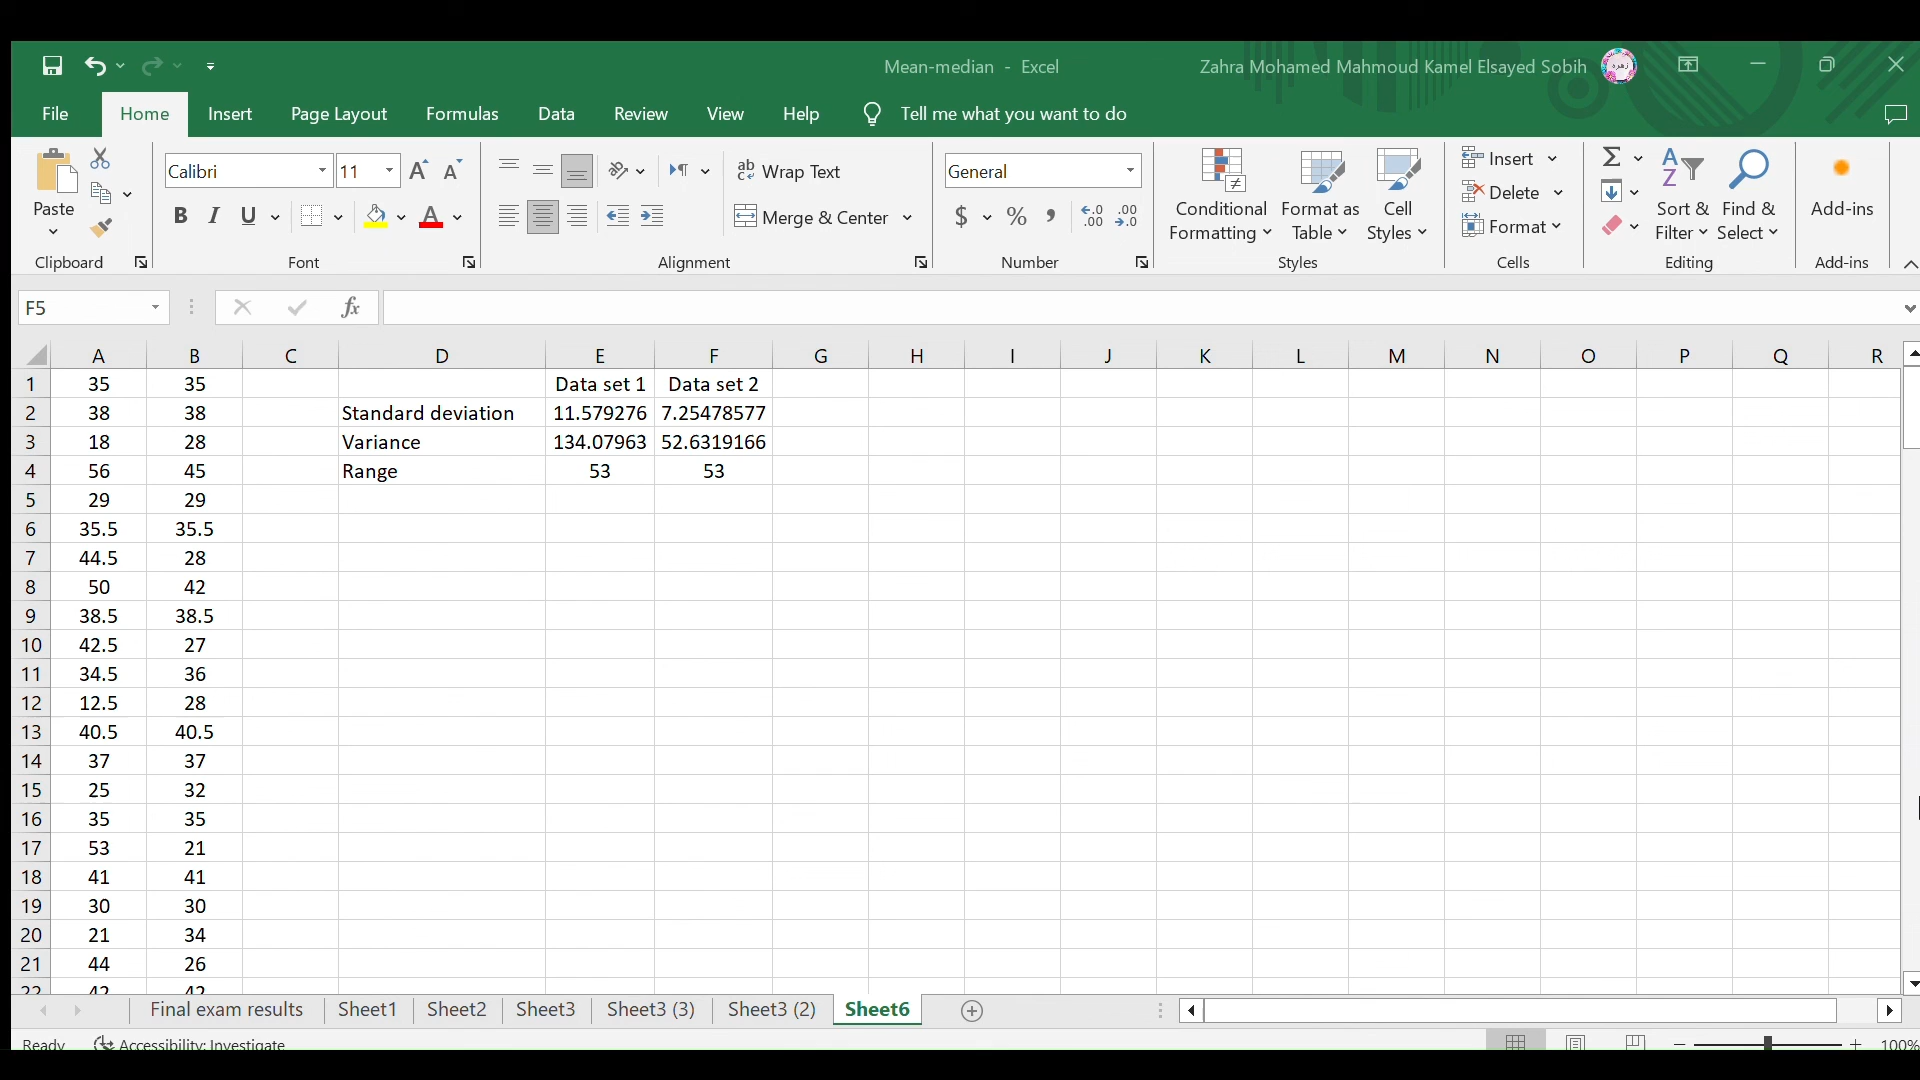 Mean-median - Excel
Zahra Mohamed Mahmoud Kamel Elsayed Sobih
File Home Insert Page Layout Formulas Data Review View Help Tell me what you want to do
Calibri 11
Wrap Text
General
Insert
Paste
B I U
Merge & Center
$ % ,
Conditional Formatting
Format as Table
Cell Styles
Delete
Format
Sort & Filter
Find & Select
Add-ins
Clipboard Font Alignment Number Styles Cells Editing Add-ins
F5 fx
A B C D E F G H I J K L M N O P Q R
1 35 35 Data set 1 Data set 2
2 38 38 Standard deviation 11.579276 7.25478577
3 18 28 Variance 134.07963 52.6319166
4 56 45 Range 53 53
5 29 29
6 35.5 35.5
7 44.5 28
8 50 42
9 38.5 38.5
10 42.5 27
11 34.5 36
12 12.5 28
13 40.5 40.5
14 37 37
15 25 32
16 35 35
17 53 21
18 41 41
19 30 30
20 21 34
21 44 26
22 42 42
Final exam results Sheet1 Sheet2 Sheet3 Sheet3 (3) Sheet3 (2) Sheet6
Ready Accessibility: Investigate 100%